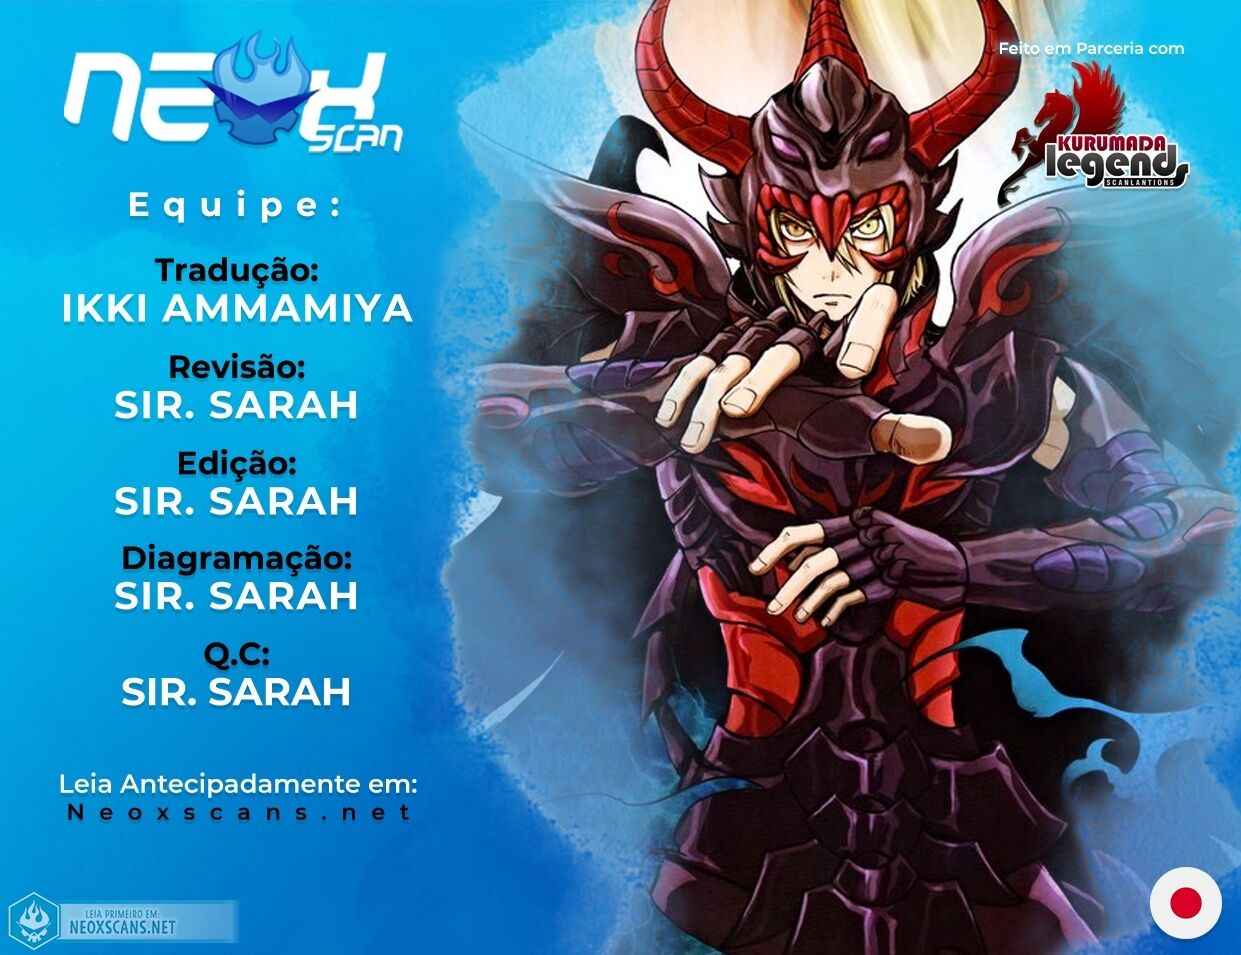 NEOX
SCAN
Equipe:
Tradução:
IKKI AMMAMIYA
Revisão:
SIR. SARAH
Edição:
SIR. SARAH
Diagramação:
SIR. SARAH
Q.C:
SIR. SARAH
Leia Antecipadamente em:
Neoxscans.net
LEIA PRIMEIRO EM:
NEOXSCANS.NET
Feito em Parceria com
KURUMADA
legends
SCANLANTIONS